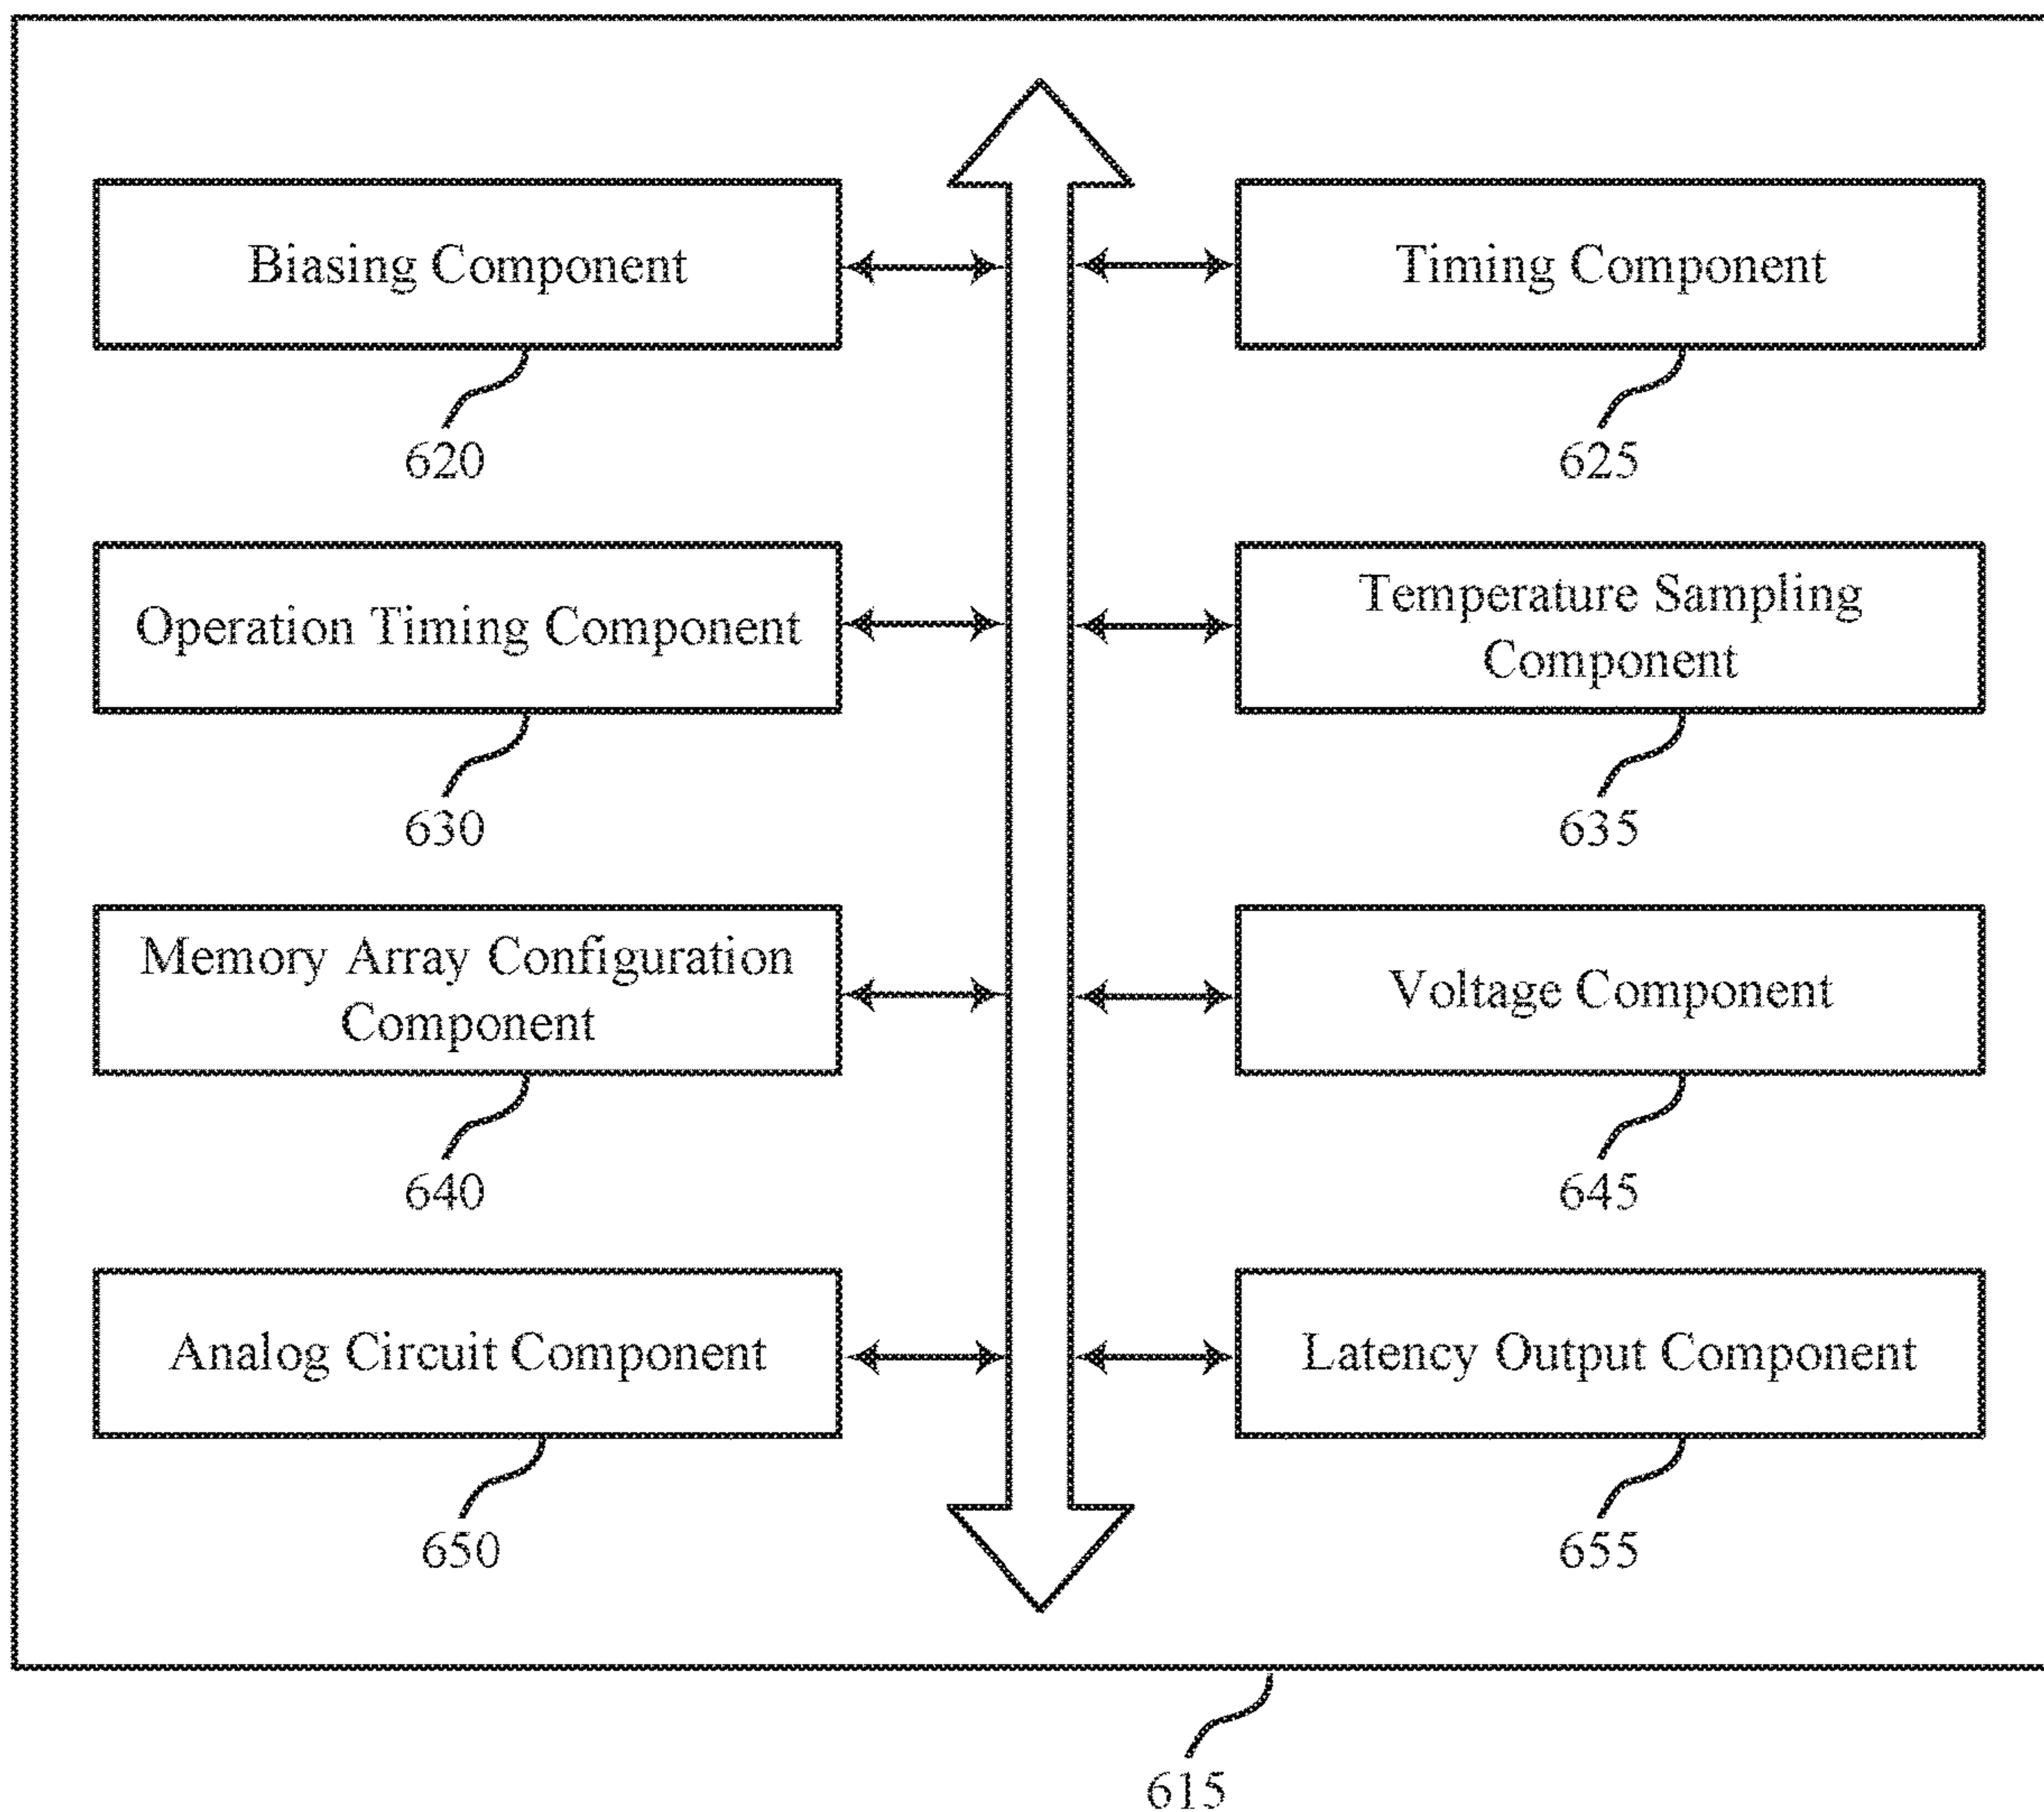 Biasing Component
620
Timing Component
625
Operation Timing Component
630
Temperature Sampling
Component
635
Memory Array Configuration
Component
640
Voltage Component
645
Analog Circuit Component
650
Latency Output Component
655
615